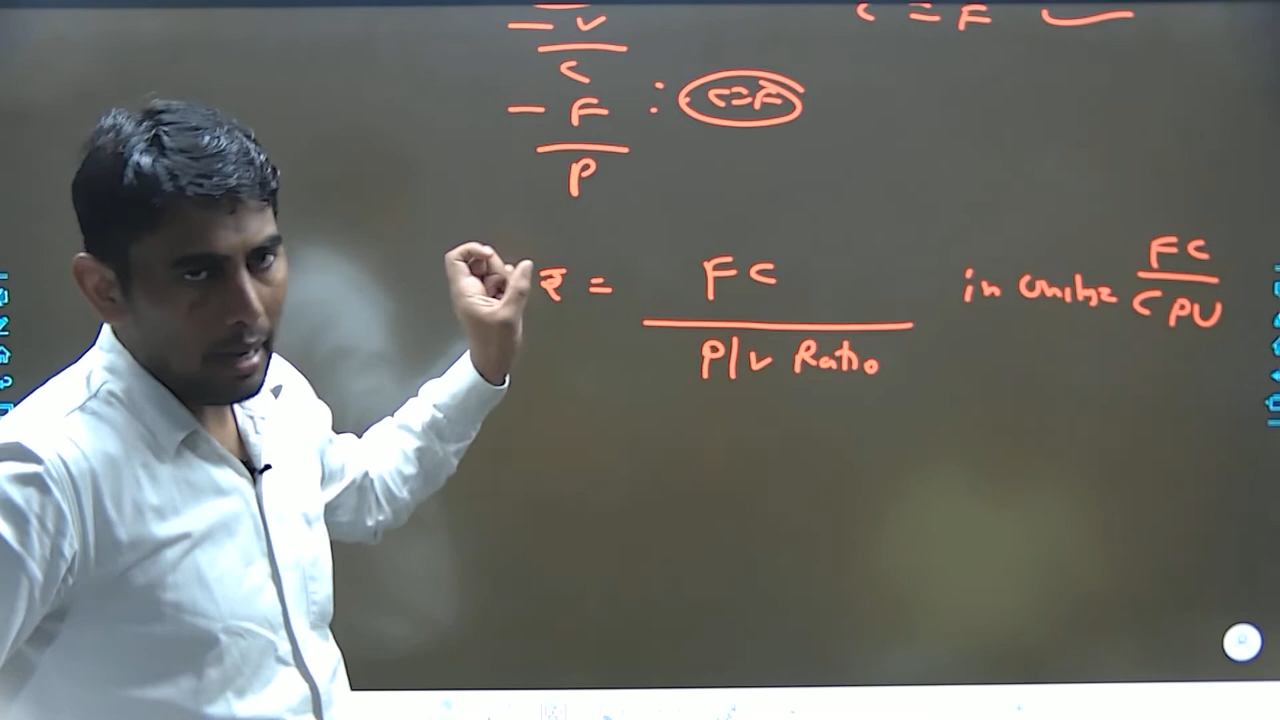 — V
C = F
C
— F : C=F
P
₹ = FC / P/V Ratio
in Units = FC / CPU